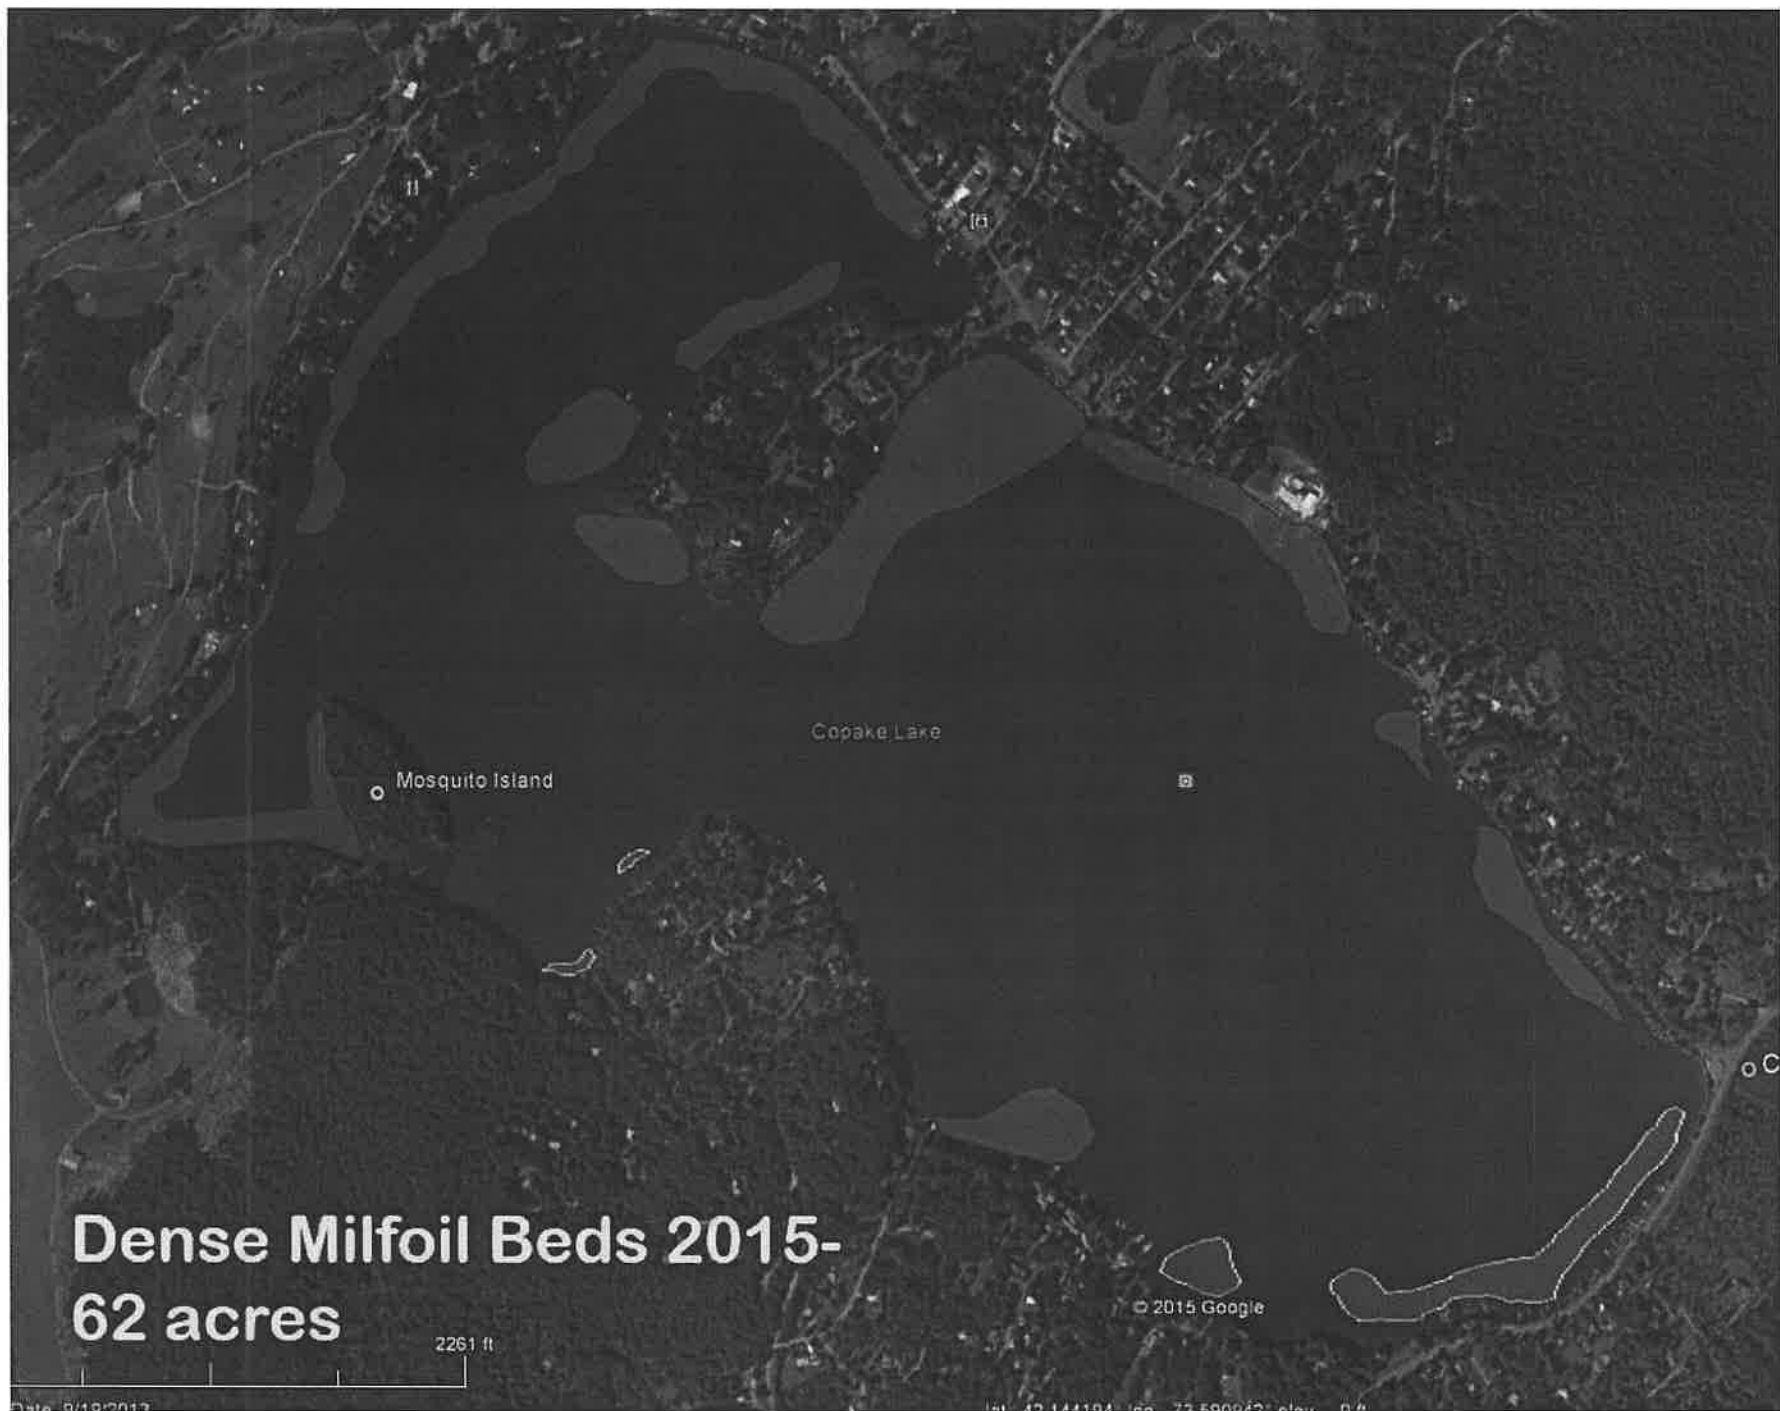 Copake Lake
Mosquito Island
C
Dense Milfoil Beds 2015-
62 acres
© 2015 Google
2261 ft